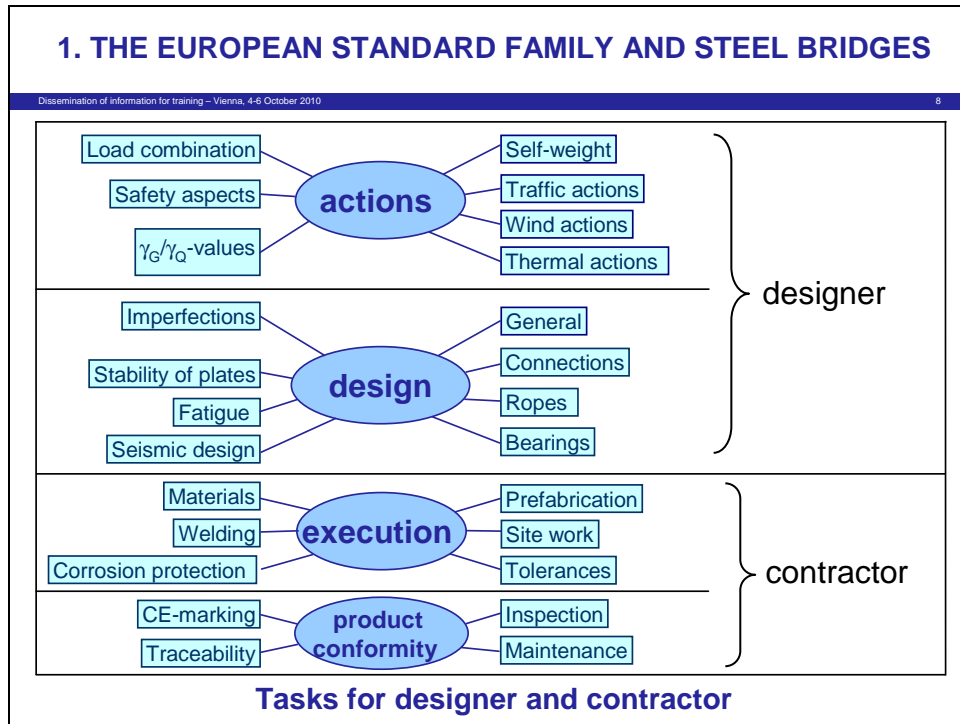 1. THE EUROPEAN STANDARD FAMILY AND STEEL BRIDGES
Dissemination of information for training – Vienna, 4-6 October 2010
8
Load combination
Safety aspects
γG/γQ-values
actions
Self-weight
Traffic actions
Wind actions
Thermal actions
Imperfections
Stability of plates
Fatigue
Seismic design
design
General
Connections
Ropes
Bearings
designer
Materials
Welding
Corrosion protection
execution
Prefabrication
Site work
Tolerances
CE-marking
Traceability
product
conformity
Inspection
Maintenance
contractor
Tasks for designer and contractor